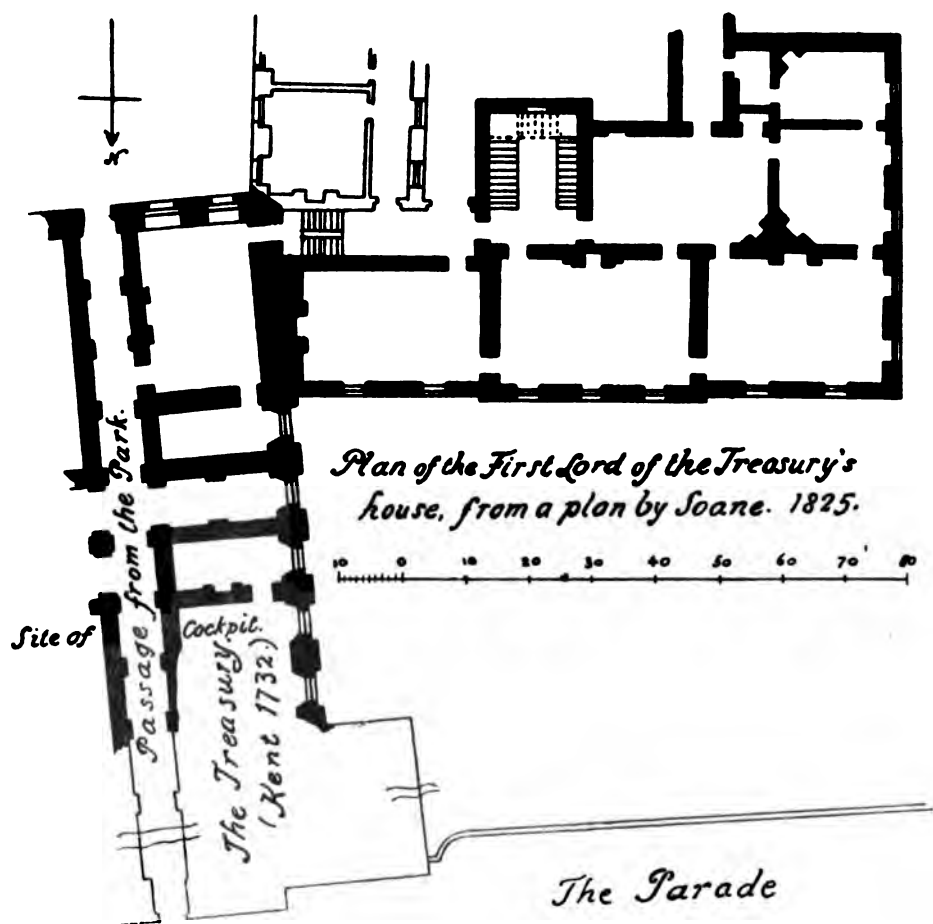 N
Plan of the First Lord of the Treasury's
house, from a plan by Soane. 1825.
10 0 10 20 30 40 50 60 70' 80
Passage from the Park.
Site of
Cockpit.
The Treasury.
(Kent 1732.)
The Parade